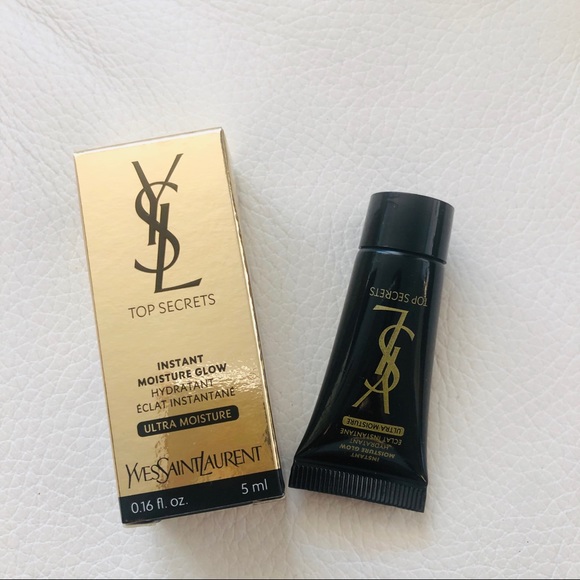 YSL
TOP SECRETS
INSTANT
MOISTURE GLOW
HYDRATANT
ÉCLAT INSTANTANÉ
ULTRA MOISTURE
YVESSAINTLAURENT
0.16 fl. oz. 5 ml
TOP SECRETS
YSL
ULTRA MOISTURE
ÉCLAT INSTANTANÉ
HYDRATANT
MOISTURE GLOW
INSTANT